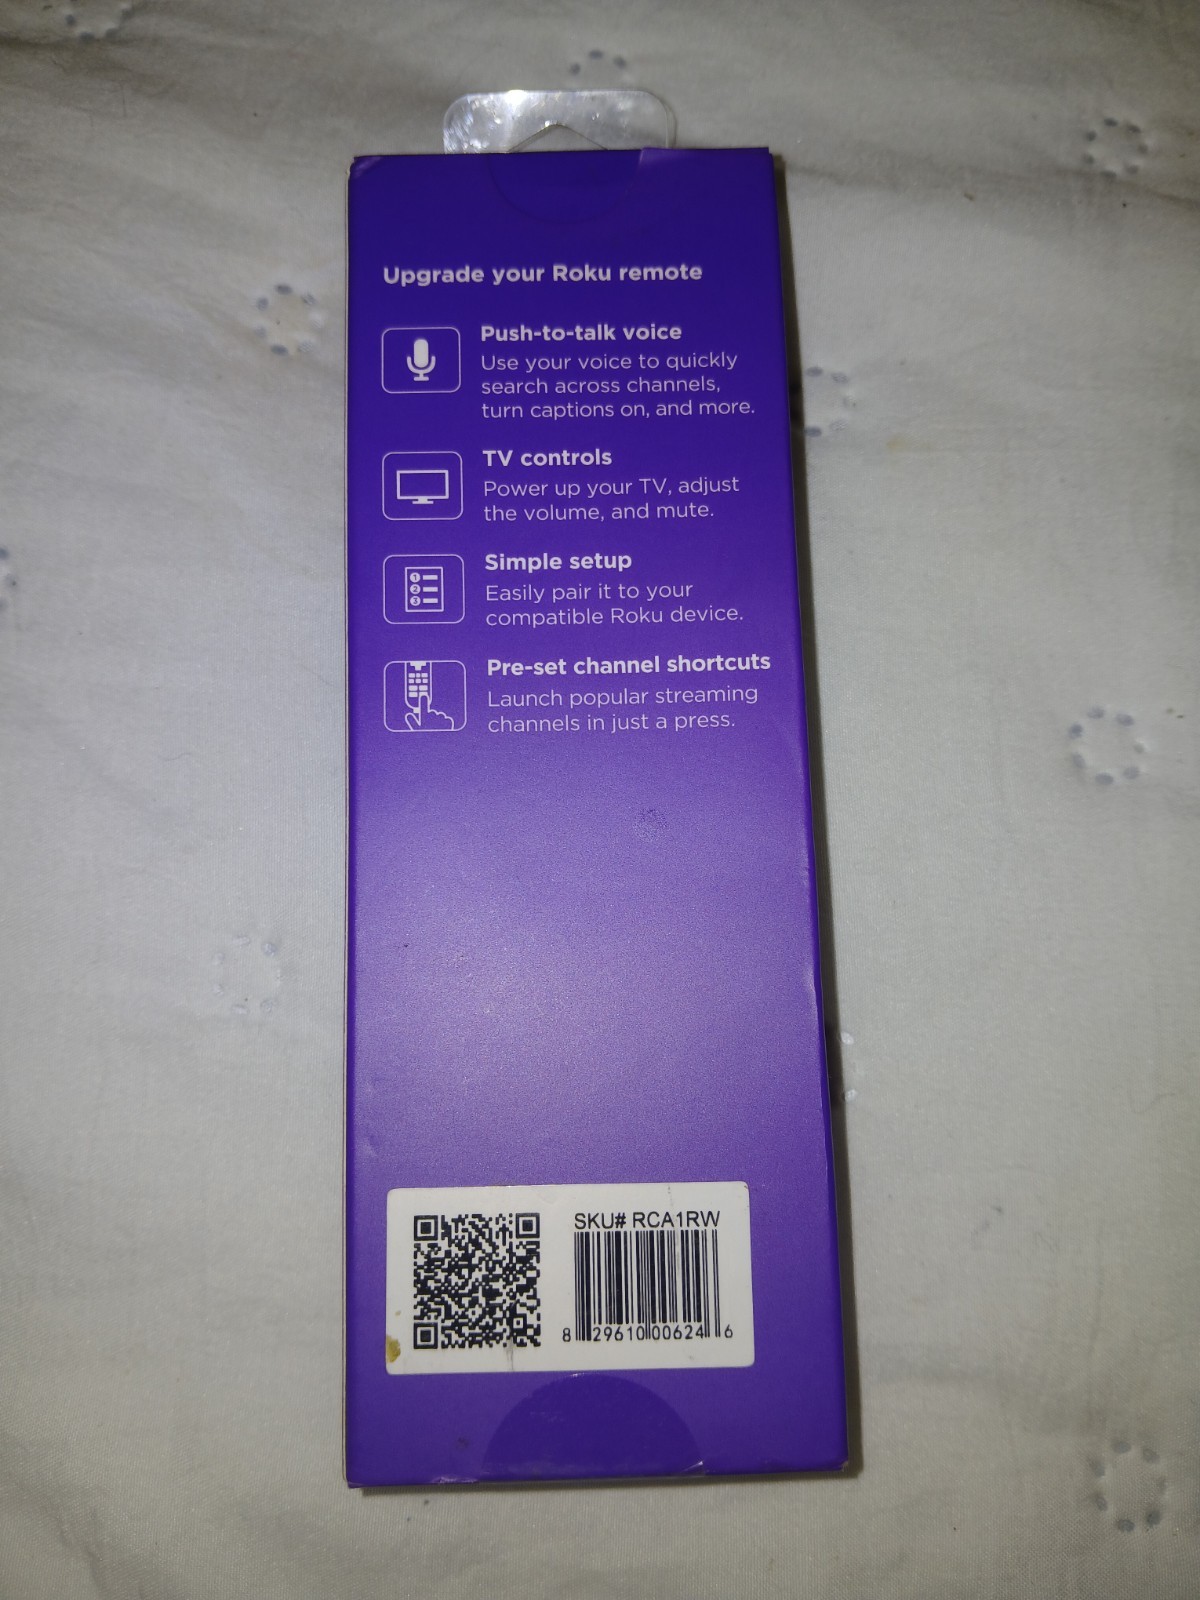 Upgrade your Roku remote
Push-to-talk voice
Use your voice to quickly
search across channels,
turn captions on, and more.
TV controls
Power up your TV, adjust
the volume, and mute.
1
2
3
Simple setup
Easily pair it to your
compatible Roku device.
Pre-set channel shortcuts
Launch popular streaming
channels in just a press.
SKU# RCA1RW
8 29610 00624 6